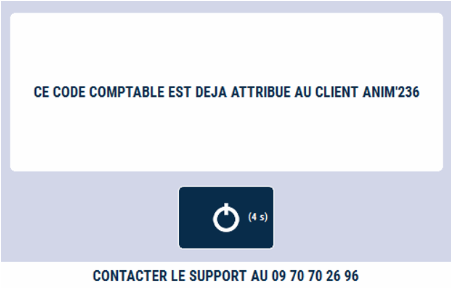 CE CODE COMPTABLE EST DEJA ATTRIBUE AU CLIENT ANIM'236
(4 s)
CONTACTER LE SUPPORT AU 09 70 70 26 96